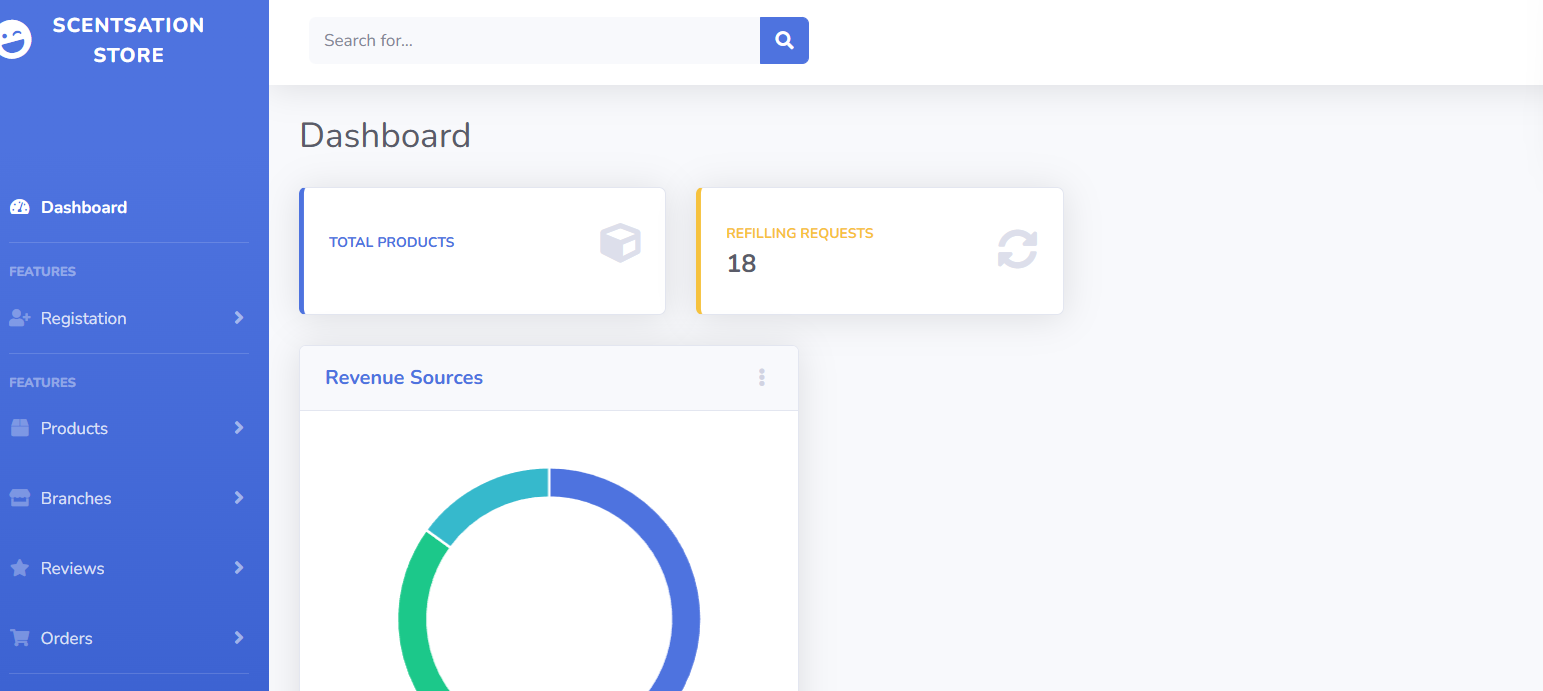 SCENTSATION
STORE
Search for...
Dashboard
Dashboard
TOTAL PRODUCTS
REFILLING REQUESTS
18
FEATURES
Registation
FEATURES
Products
Branches
Reviews
Orders
Revenue Sources